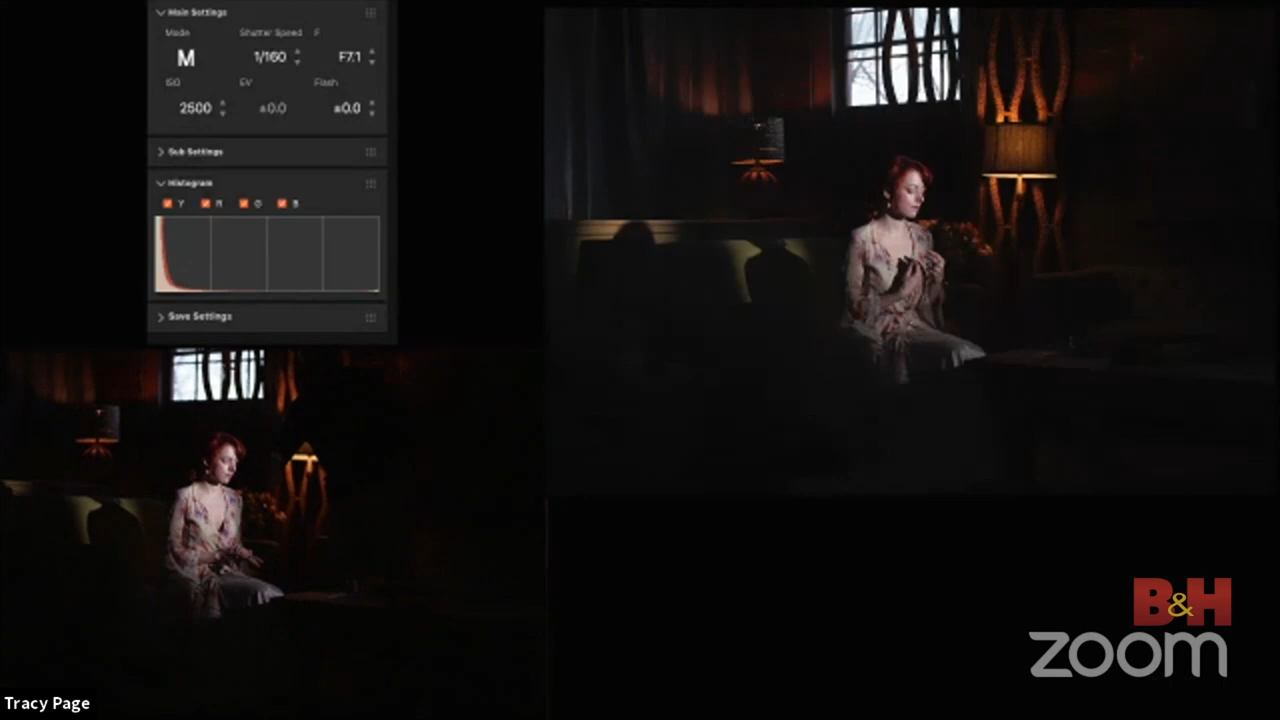 Main Settings
Mode Shutter Speed F
M 1/160 F7.1
ISO EV Flash
2500 ±0.0 ±0.0
Sub Settings
Histogram
Y R G B
Save Settings
B&H
zoom
Tracy Page